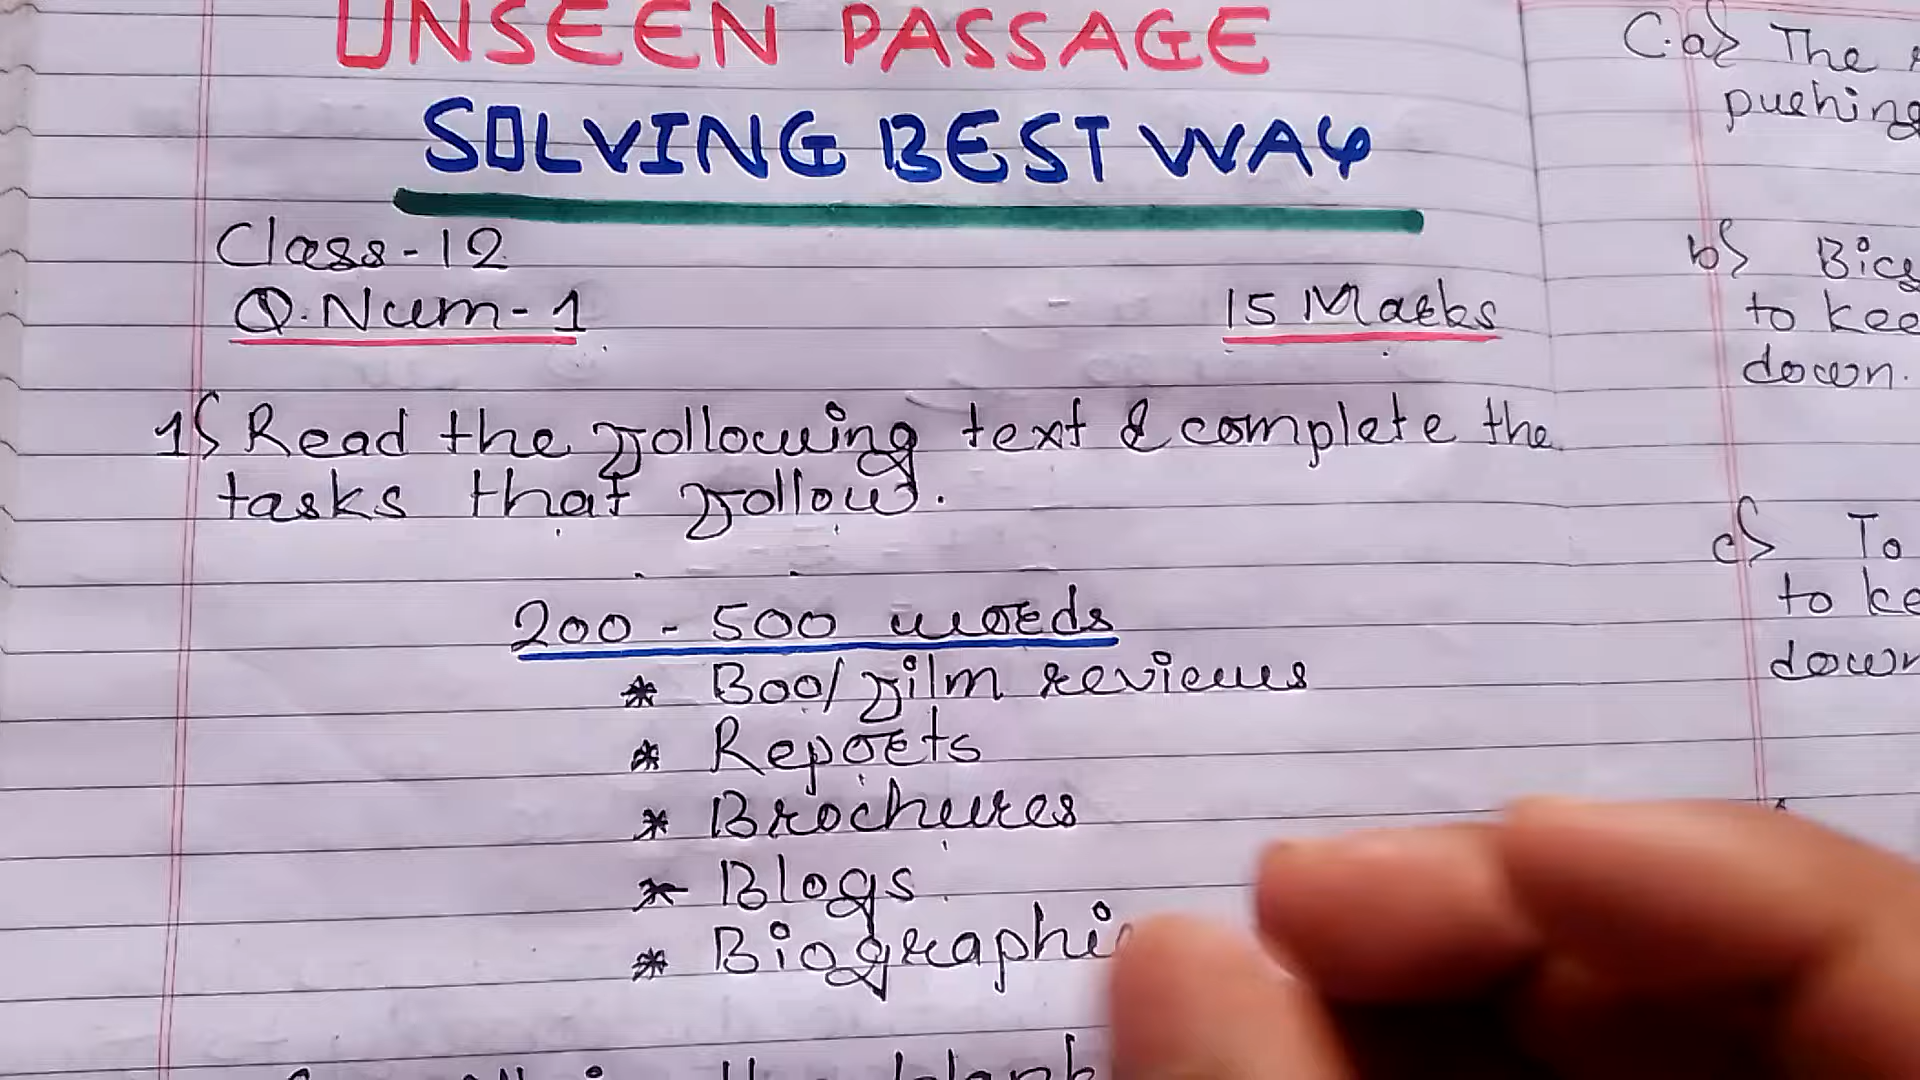 UNSEEN PASSAGE
SOLVING BEST WAY
Class-12
Q.Num-1
15 Marks
1) Read the following text & complete the
tasks that follow.
200 - 500 words
* Boo/film reviews
* Reports
* Brochures
* Blogs
* Biographi
the blank
C.a) The
pushing
b)
to kee
down.
c) To
to ke
down